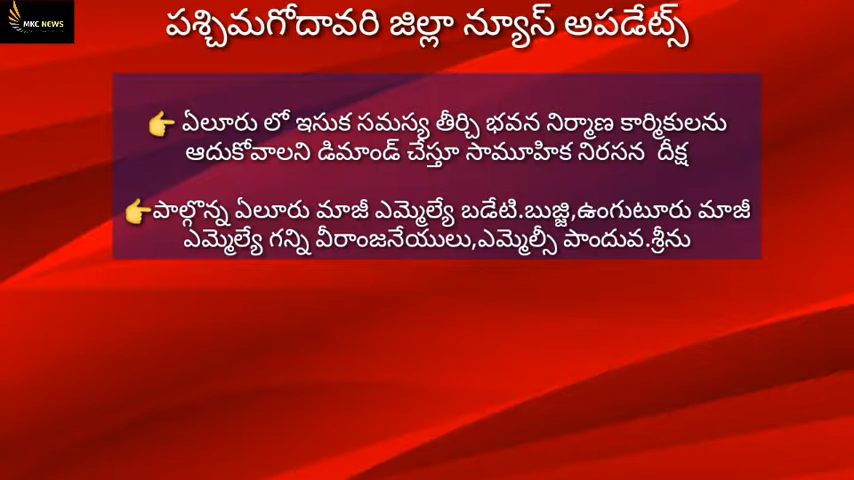 MKC NEWS
పశ్చిమగోదావరి జిల్లా న్యూస్ అపడేట్స్
👉 ఏలూరు లో ఇసుక సమస్య తీర్చి భవన నిర్మాణ కార్మికులను
ఆదుకోవాలని డిమాండ్ చేస్తూ సామూహిక నిరసన దీక్ష
👉పాల్గొన్న ఏలూరు మాజీ ఎమ్మెల్యే బడేటి.బుజ్జి,ఉంగుటూరు మాజీ
ఎమ్మెల్యే గన్ని వీరాంజనేయులు,ఎమ్మెల్సీ పాందువ.శ్రీను